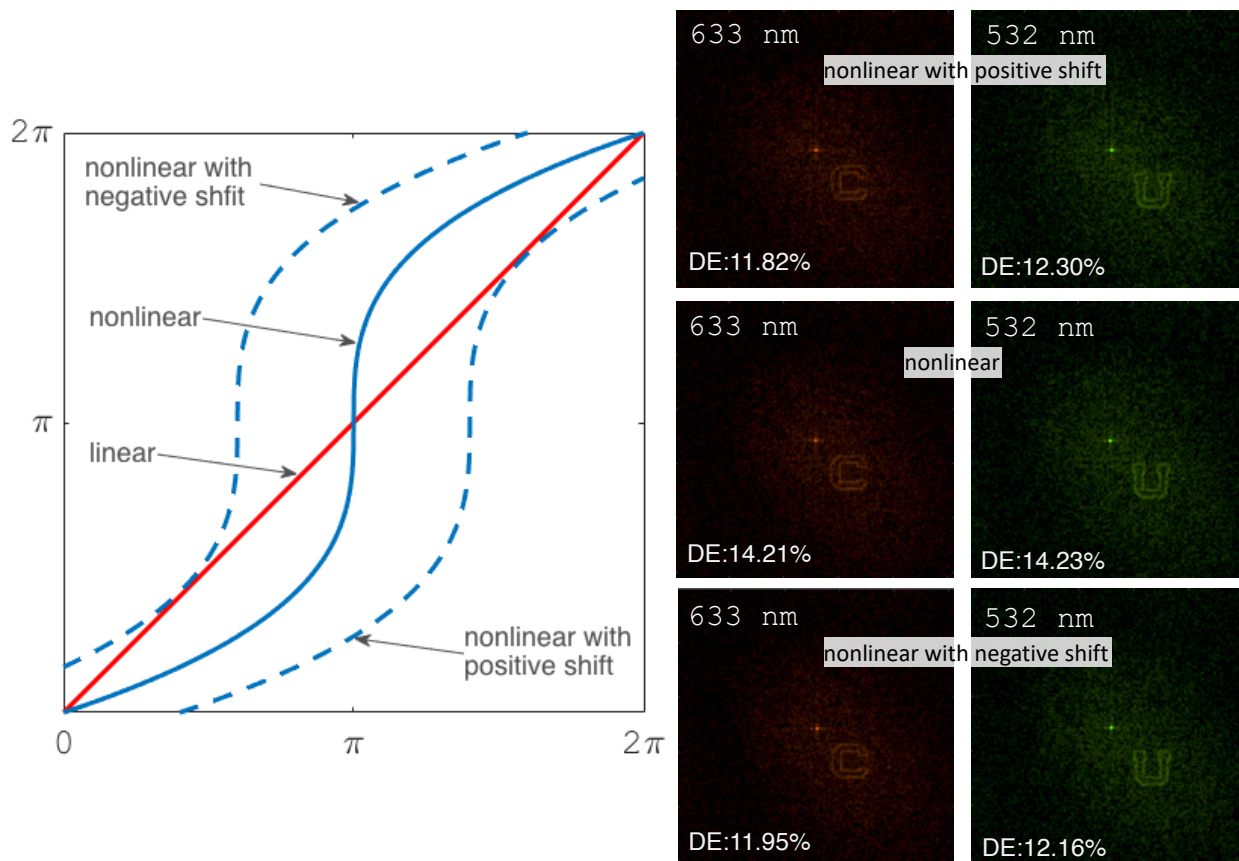 2π
π
0
π
2π
nonlinear with
negative shfit
nonlinear
linear
nonlinear with
positive shift
633 nm
532 nm
nonlinear with positive shift
DE:11.82%
DE:12.30%
C
U
633 nm
532 nm
nonlinear
DE:14.21%
DE:14.23%
C
U
633 nm
532 nm
nonlinear with negative shift
DE:11.95%
DE:12.16%
C
U